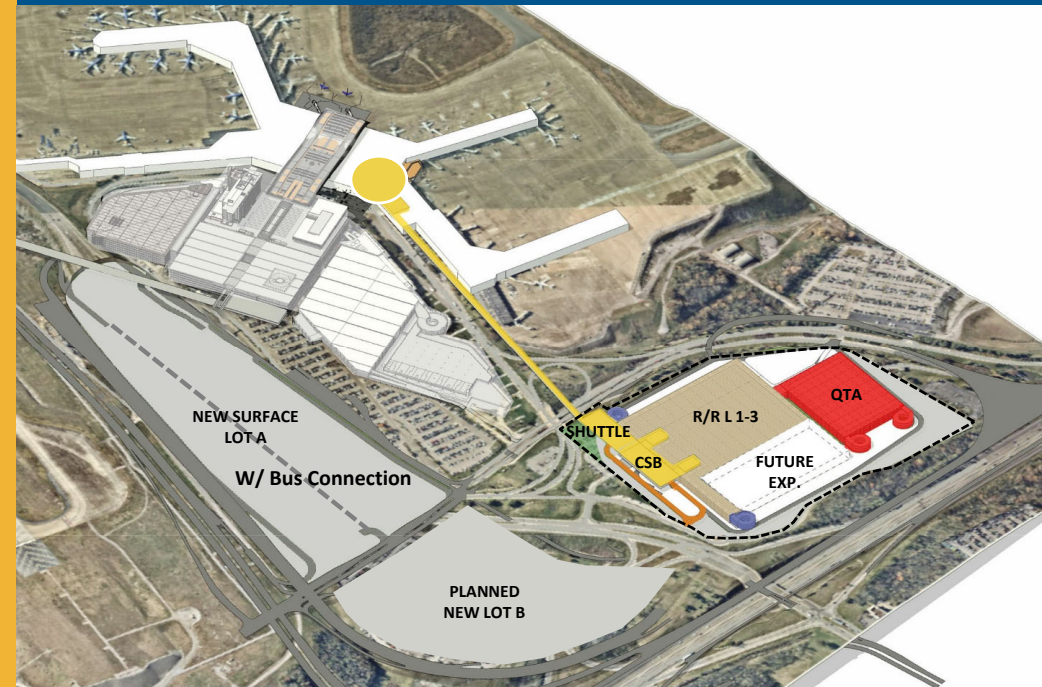 NEW SURFACE
LOT A
W/ Bus Connection
SHUTTLE
CSB
R/R L 1-3
QTA
FUTURE
EXP.
PLANNED
NEW LOT B